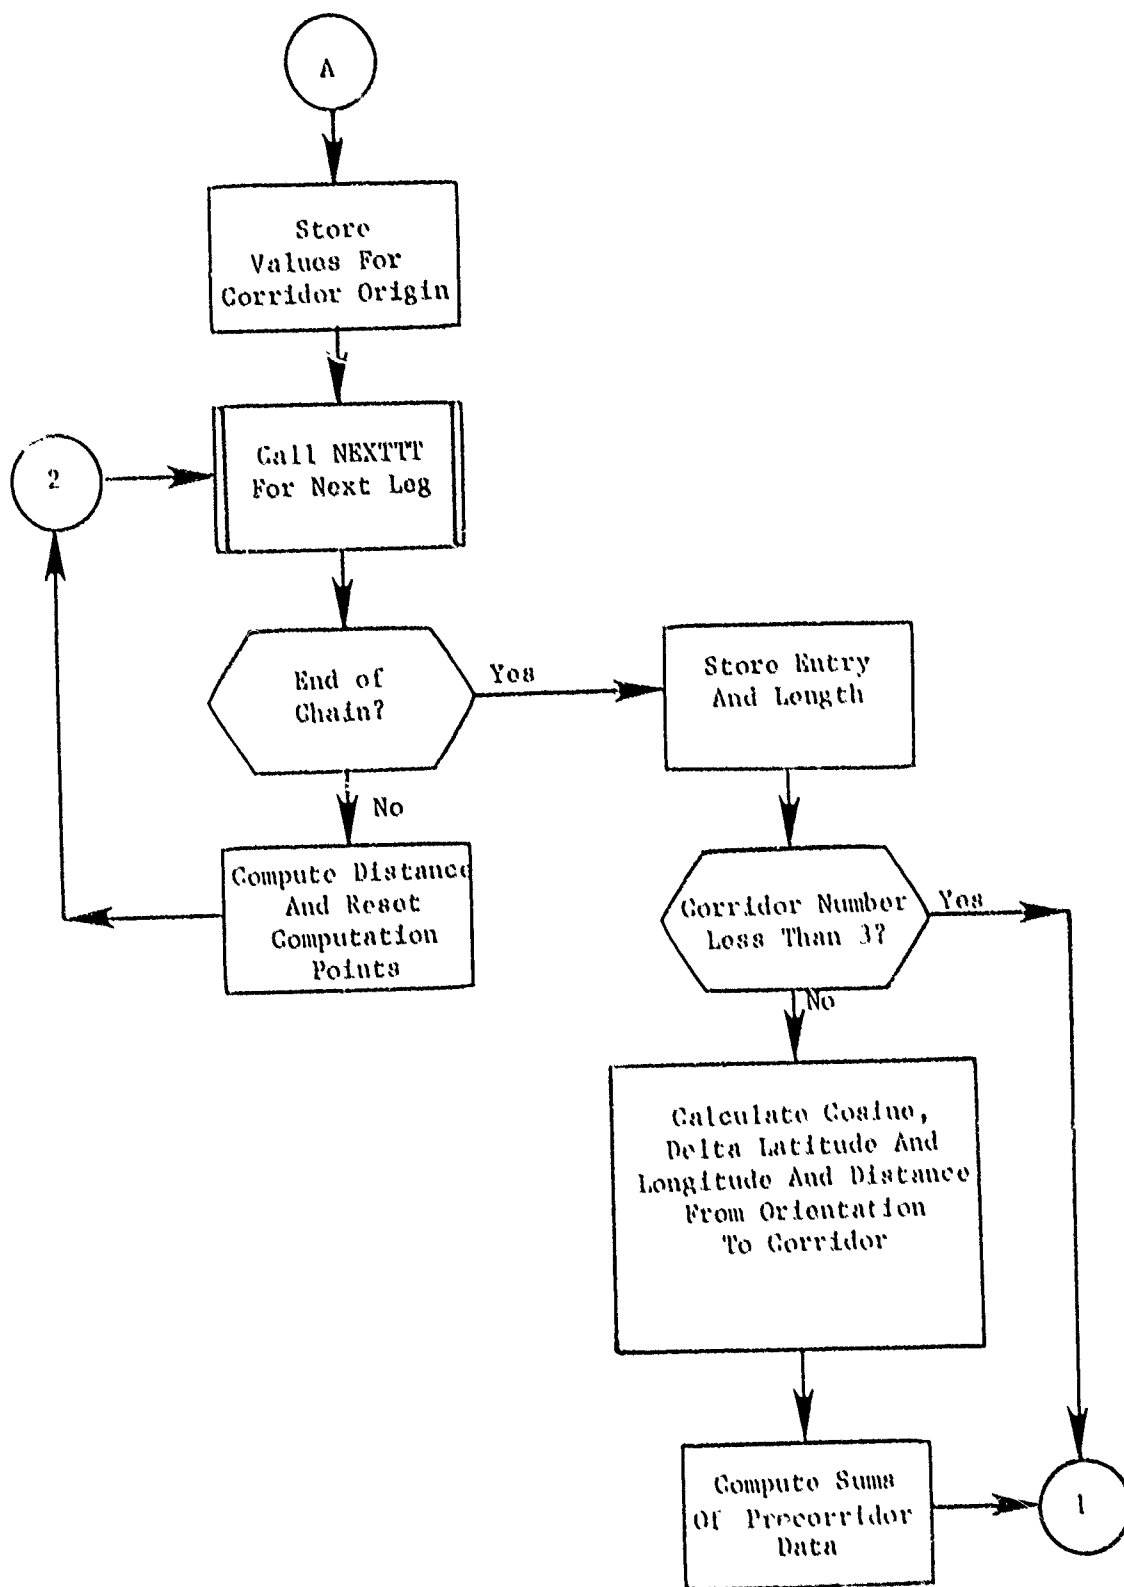 A
Store
Values For
Corridor Origin
Call NEXTTT
For Next Leg
2
End of
Chain?
Yes
Store Entry
And Length
No
Compute Distance
And Reset
Computation
Points
Corridor Number
Less Than 3?
Yes
No
Calculate Cosine,
Delta Latitude And
Longitude And Distance
From Orientation
To Corridor
Compute Sums
Of Precorridor
Data
1